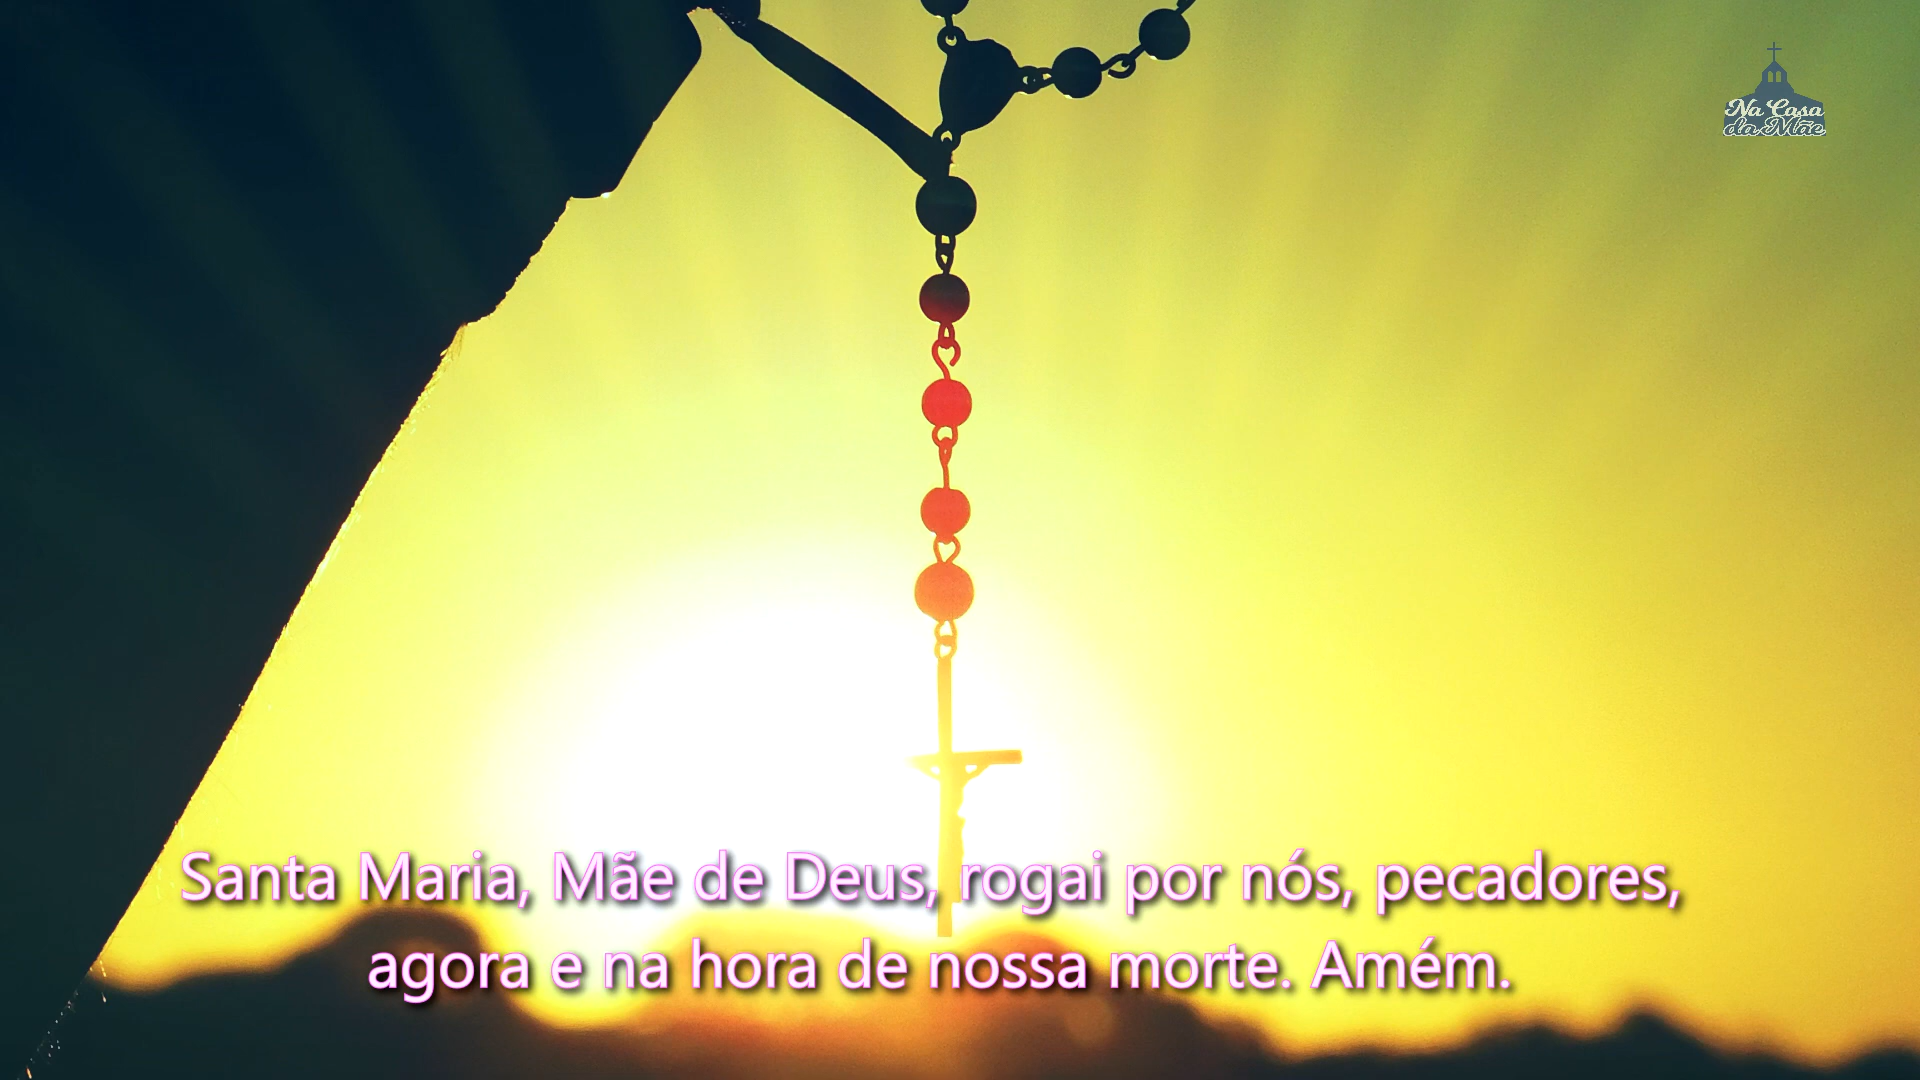 Na Casa
da Mãe
Santa Maria, Mãe de Deus, rogai por nós, pecadores,
agora e na hora de nossa morte. Amém.